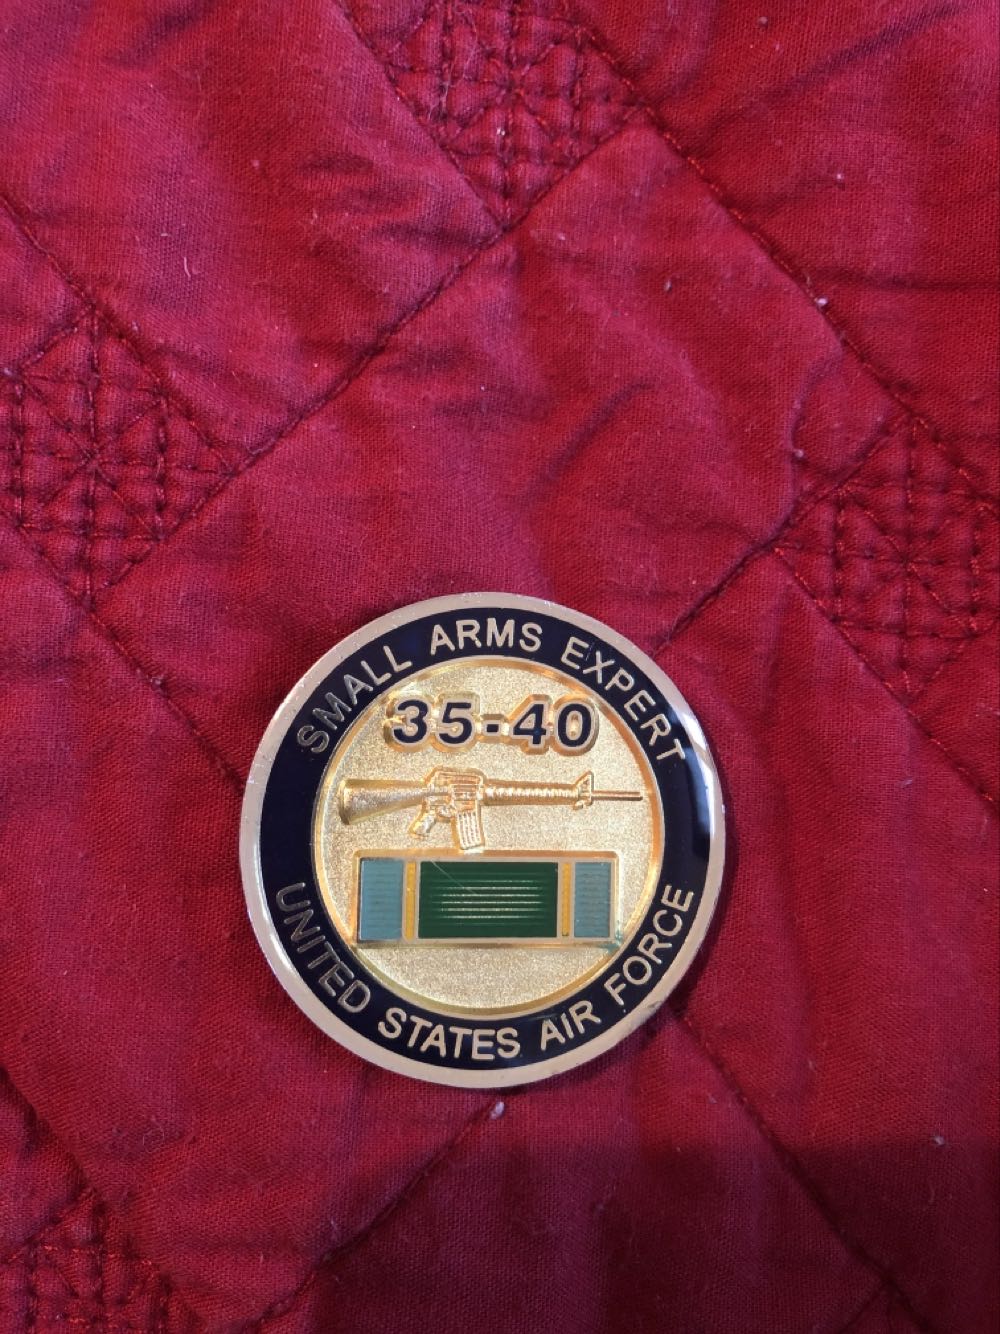 SMALL ARMS EXPERT
35-40
UNITED STATES AIR FORCE